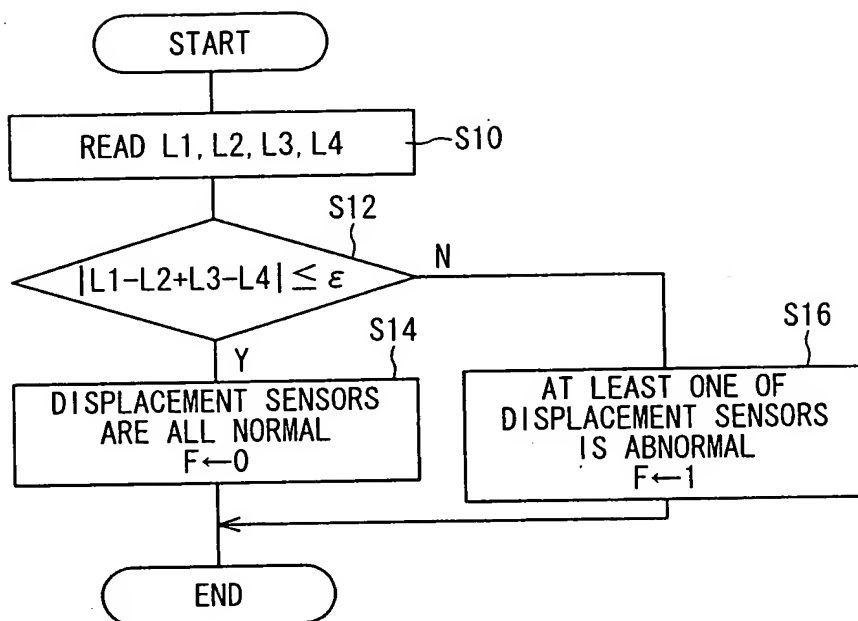 START
READ L1, L2, L3, L4
S10
S12
|L1-L2+L3-L4| ≦ ε
N
Y
S14
DISPLACEMENT SENSORS
ARE ALL NORMAL
F←0
S16
AT LEAST ONE OF
DISPLACEMENT SENSORS
IS ABNORMAL
F←1
END